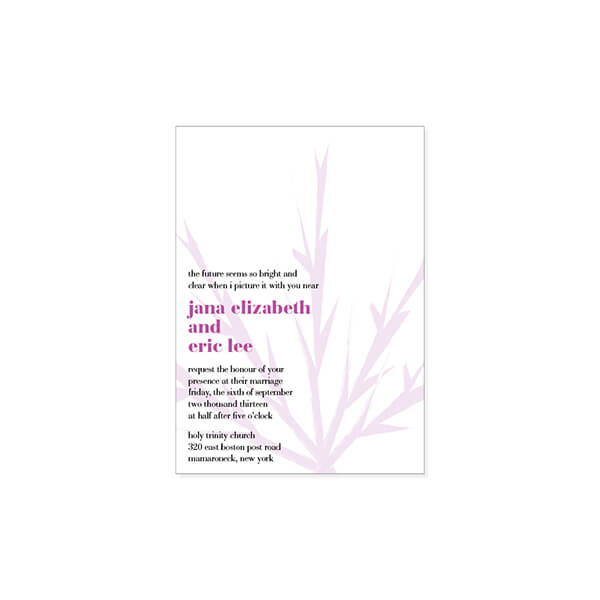 the future seems so bright and
clear when i picture it with you near
jana elizabeth
and
eric lee
request the honour of your
presence at their marriage
friday, the sixth of september
two thousand thirteen
at half after five o'clock
holy trinity church
320 east boston post road
mamaroneck, new york